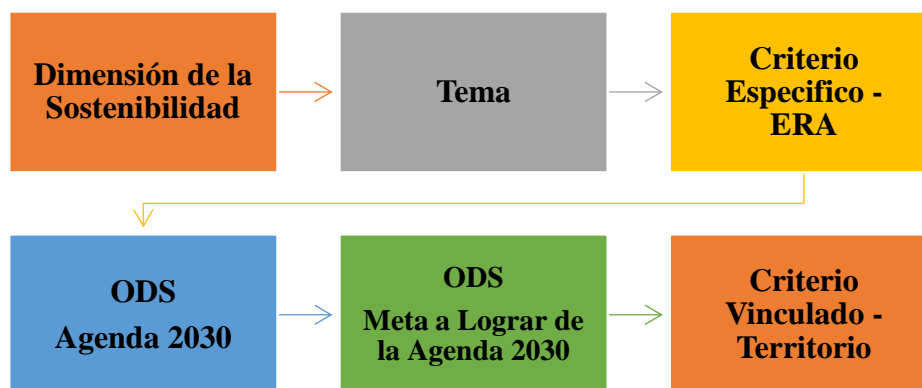 Dimensión de la
Sostenibilidad
Tema
Criterio
Especifico -
ERA
ODS
Agenda 2030
ODS
Meta a Lograr de
la Agenda 2030
Criterio
Vinculado -
Territorio